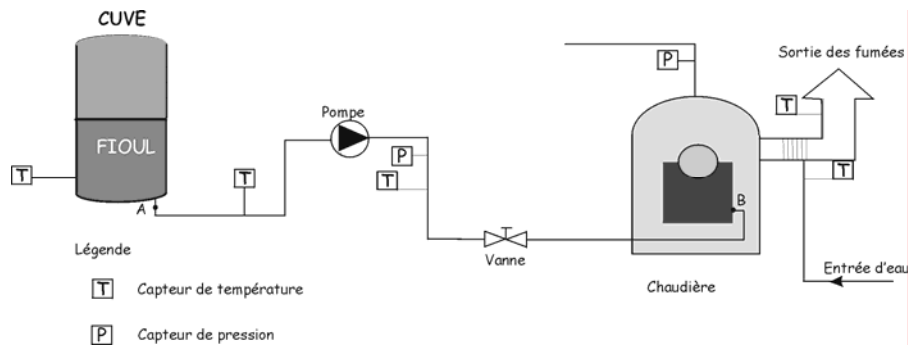 CUVE
Sortie des fumées
P
T
Pompe
FIOUL
T
T
P
T
T
A
B
Vanne
Légende
Entrée d'eau
Chaudière
T Capteur de température
P Capteur de pression